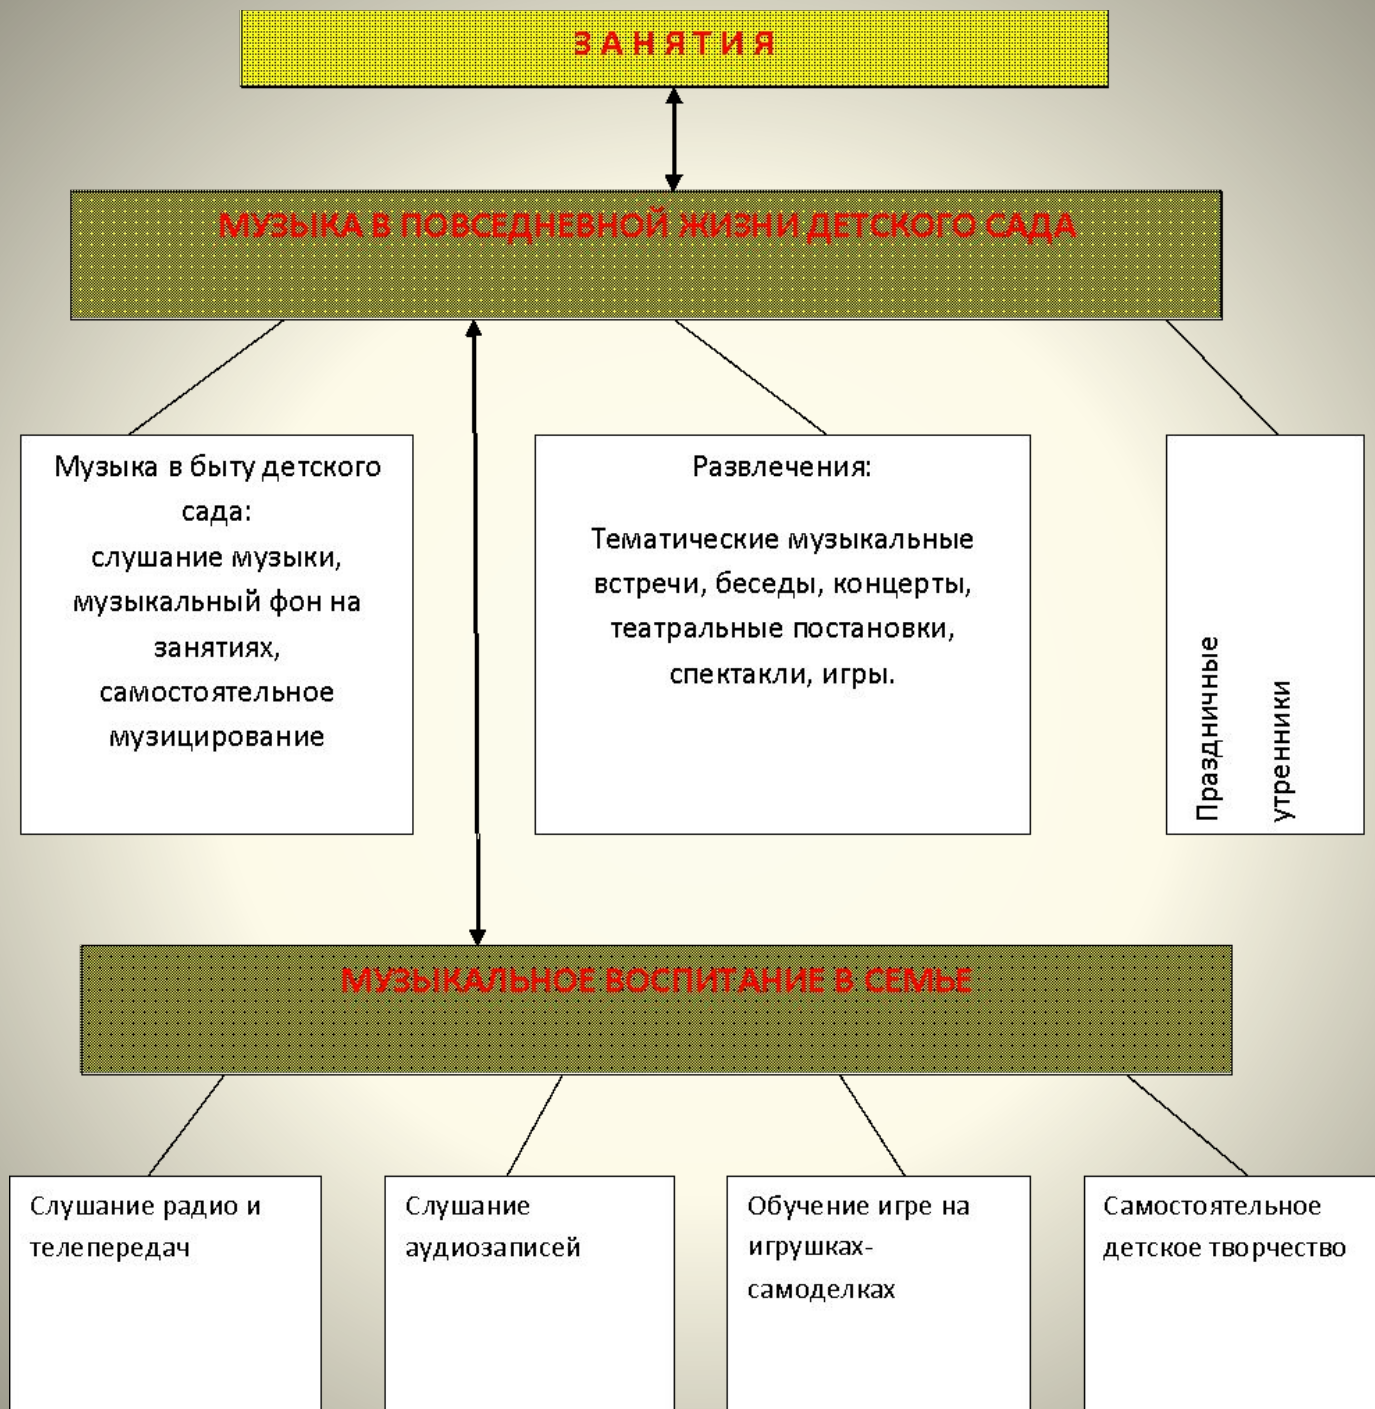 ЗАНЯТИЯ
МУЗЫКА В ПОВСЕДНЕВНОЙ ЖИЗНИ ДЕТСКОГО САДА
Музыка в быту детского
сада:
слушание музыки,
музыкальный фон на
занятиях,
самостоятельное
музицирование
Развлечения:
Тематические музыкальные
встречи, беседы, концерты,
театральные постановки,
спектакли, игры.
Праздничные
утренники
МУЗЫКАЛЬНОЕ ВОСПИТАНИЕ В СЕМЬЕ
Слушание радио и
телепередач
Слушание
аудиозаписей
Обучение игре на
игрушках-
самоделках
Самостоятельное
детское творчество